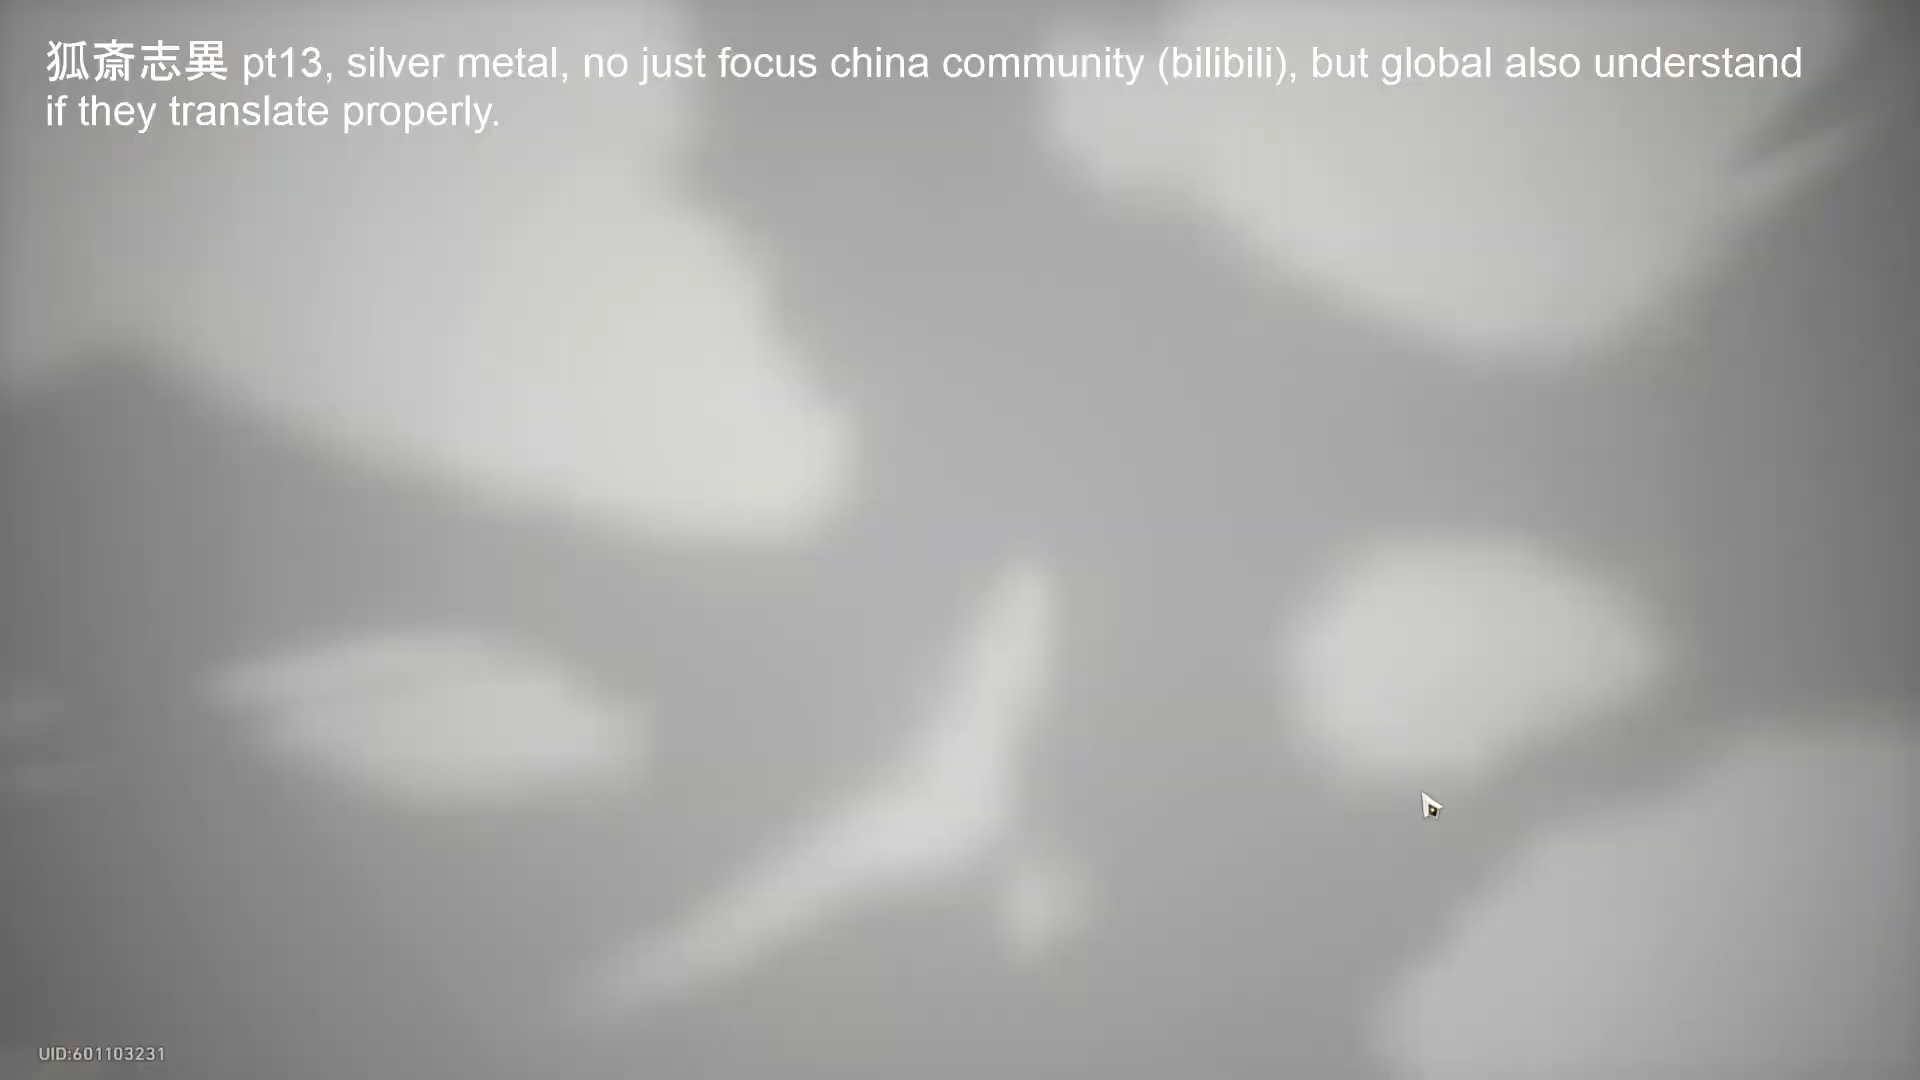 狐斎志異 pt13, silver metal, no just focus china community (bilibili), but global also understand
if they translate properly.
UID:601103231